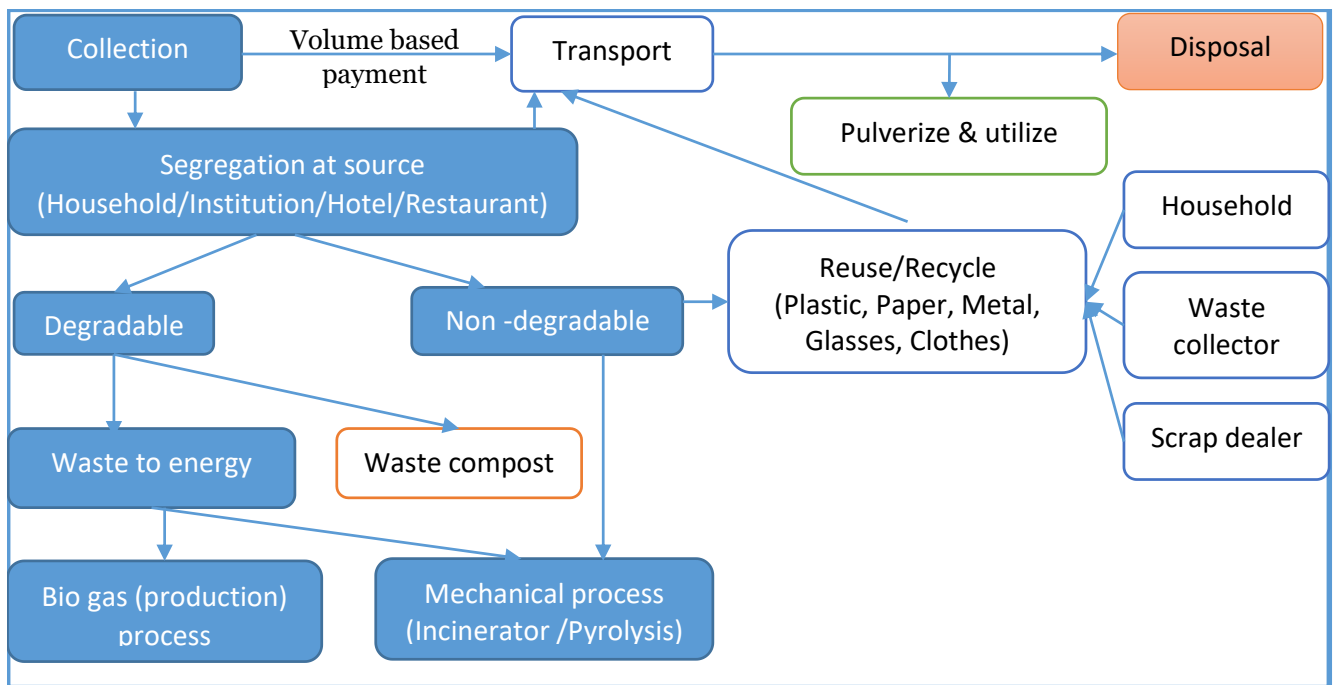 Collection
Volume based
payment
Transport
Disposal
Pulverize & utilize
Segregation at source
(Household/Institution/Hotel/Restaurant)
Household
Reuse/Recycle
(Plastic, Paper, Metal,
Glasses, Clothes)
Waste
collector
Degradable
Non -degradable
Scrap dealer
Waste to energy
Waste compost
Bio gas (production)
process
Mechanical process
(Incinerator /Pyrolysis)